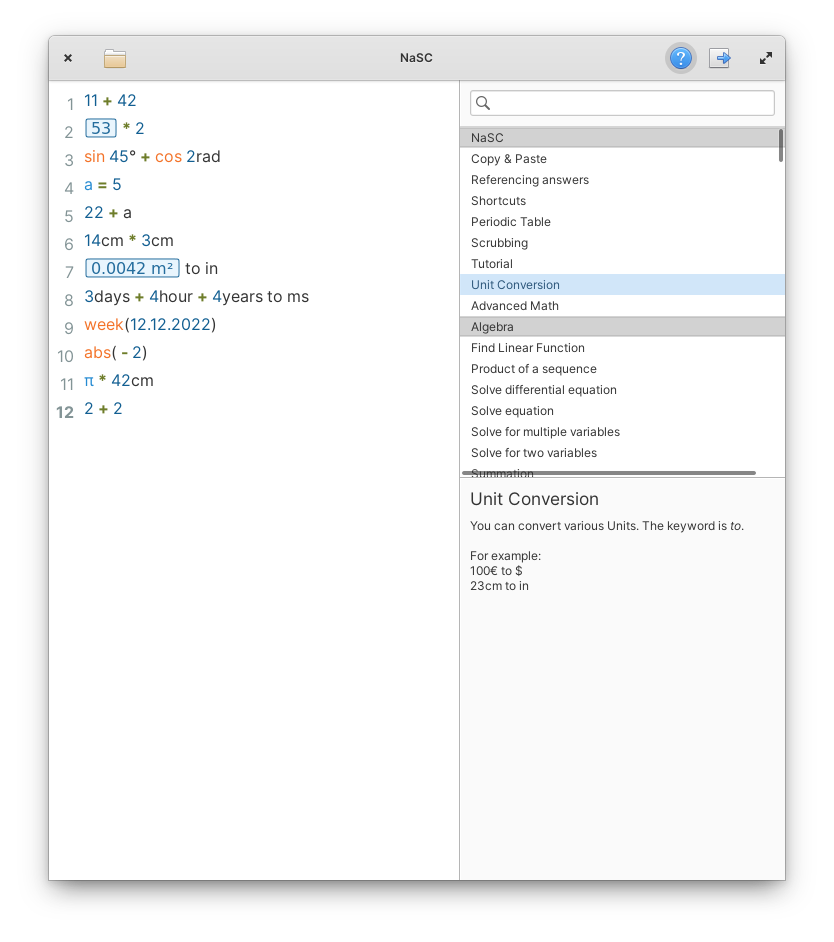 NaSC
1 11 + 42
2 53 * 2
3 sin 45° + cos 2rad
4 a = 5
5 22 + a
6 14cm * 3cm
7 0.0042 m² to in
8 3days + 4hour + 4years to ms
9 week(12.12.2022)
10 abs( - 2)
11 π * 42cm
12 2 + 2
NaSC
Copy & Paste
Referencing answers
Shortcuts
Periodic Table
Scrubbing
Tutorial
Unit Conversion
Advanced Math
Algebra
Find Linear Function
Product of a sequence
Solve differential equation
Solve equation
Solve for multiple variables
Solve for two variables
Summation
Unit Conversion
You can convert various Units. The keyword is to.
For example:
100€ to $
23cm to in